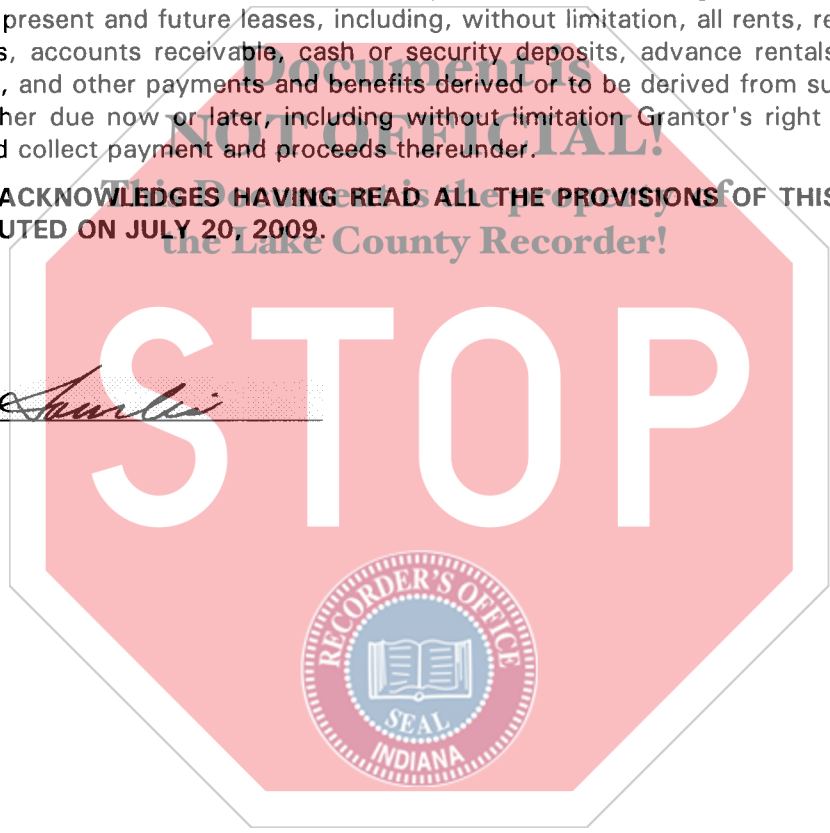 present and future leases, including, without limitation, all rents, re
s, accounts receivable, cash or security deposits, advance rentals
, and other payments and benefits derived or to be derived from su
her due now or later, including without limitation Grantor's right
d collect payment and proceeds thereunder.
ACKNOWLEDGES HAVING READ ALL THE PROVISIONS OF THIS
UTED ON JULY 20, 2009.
Document is
NOT OFFICIAL!
This Document is the property of
the Lake County Recorder!
STOP
RECORDER'S OFFICE
SEAL
INDIANA